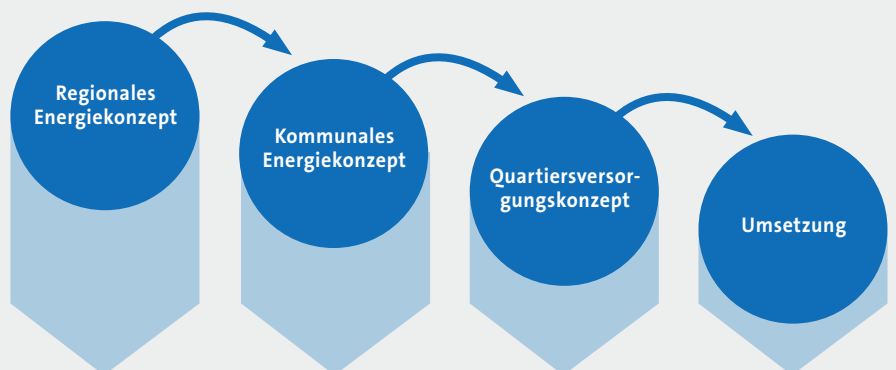 Regionales
Energiekonzept
Kommunales
Energiekonzept
Quartiersversor-
gungskonzept
Umsetzung